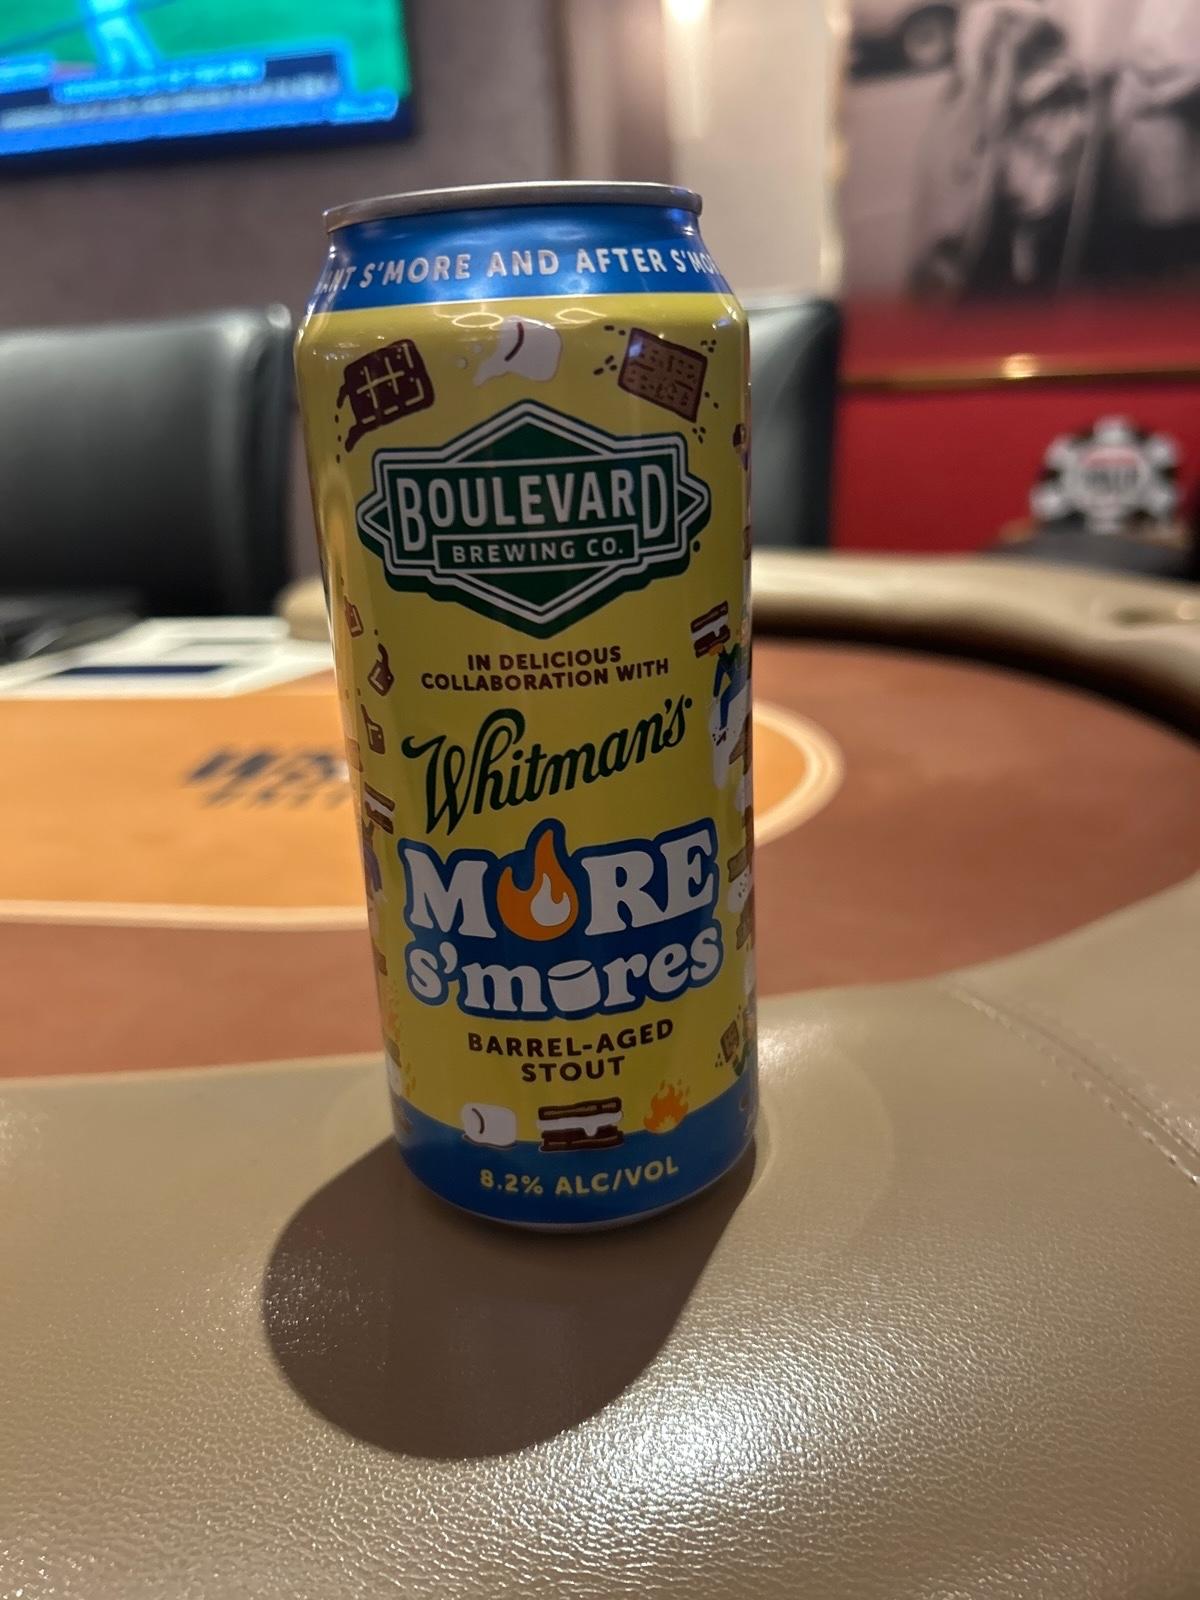 ANT S'MORE AND AFTER S'MO
BOULEVARD
BREWING CO.
IN DELICIOUS
COLLABORATION WITH
Whitman's
MORE
s'mores
BARREL-AGED
STOUT
8.2% ALC/VOL